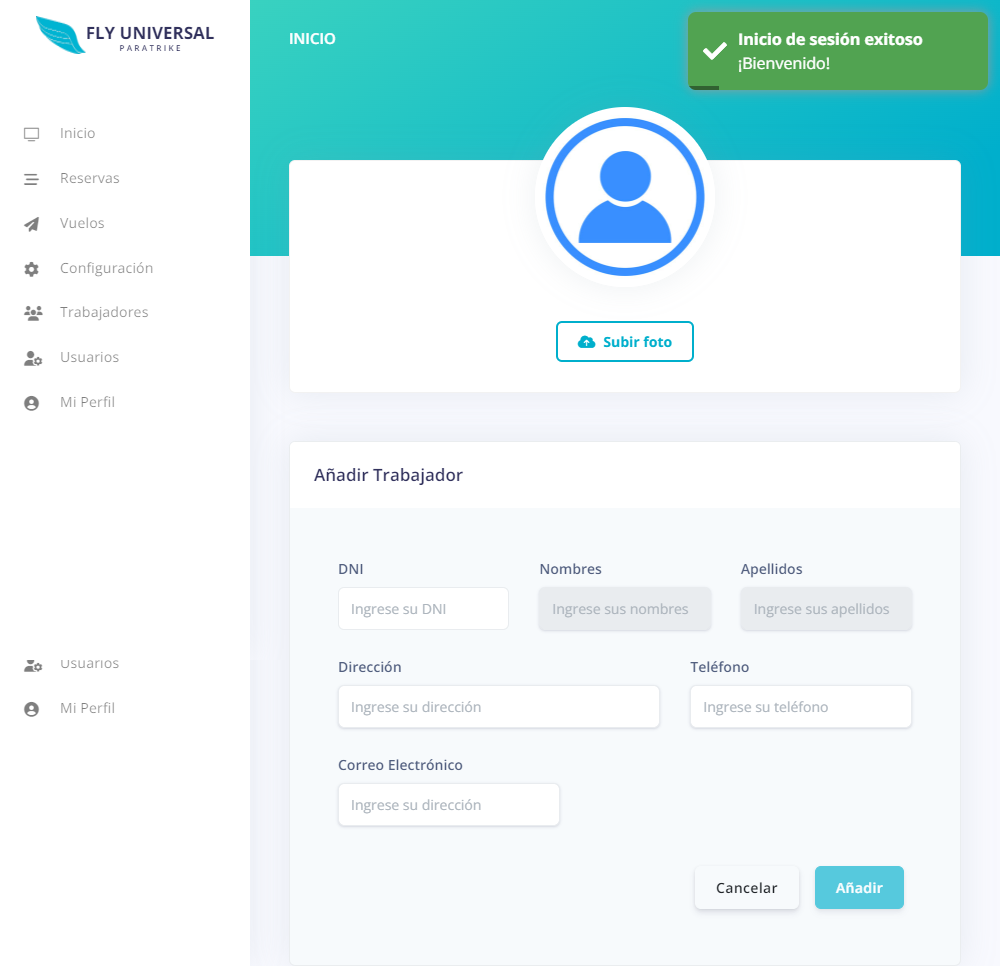 FLY UNIVERSAL
PARATRIKE
Inicio
Reservas
Vuelos
Configuración
Trabajadores
Usuarios
Mi Perfil
Usuarios
Mi Perfil
INICIO
Inicio de sesión exitoso
¡Bienvenido!
Subir foto
Añadir Trabajador
DNI
Nombres
Apellidos
Ingrese su DNI
Ingrese sus nombres
Ingrese sus apellidos
Dirección
Teléfono
Ingrese su dirección
Ingrese su teléfono
Correo Electrónico
Ingrese su dirección
Cancelar
Añadir